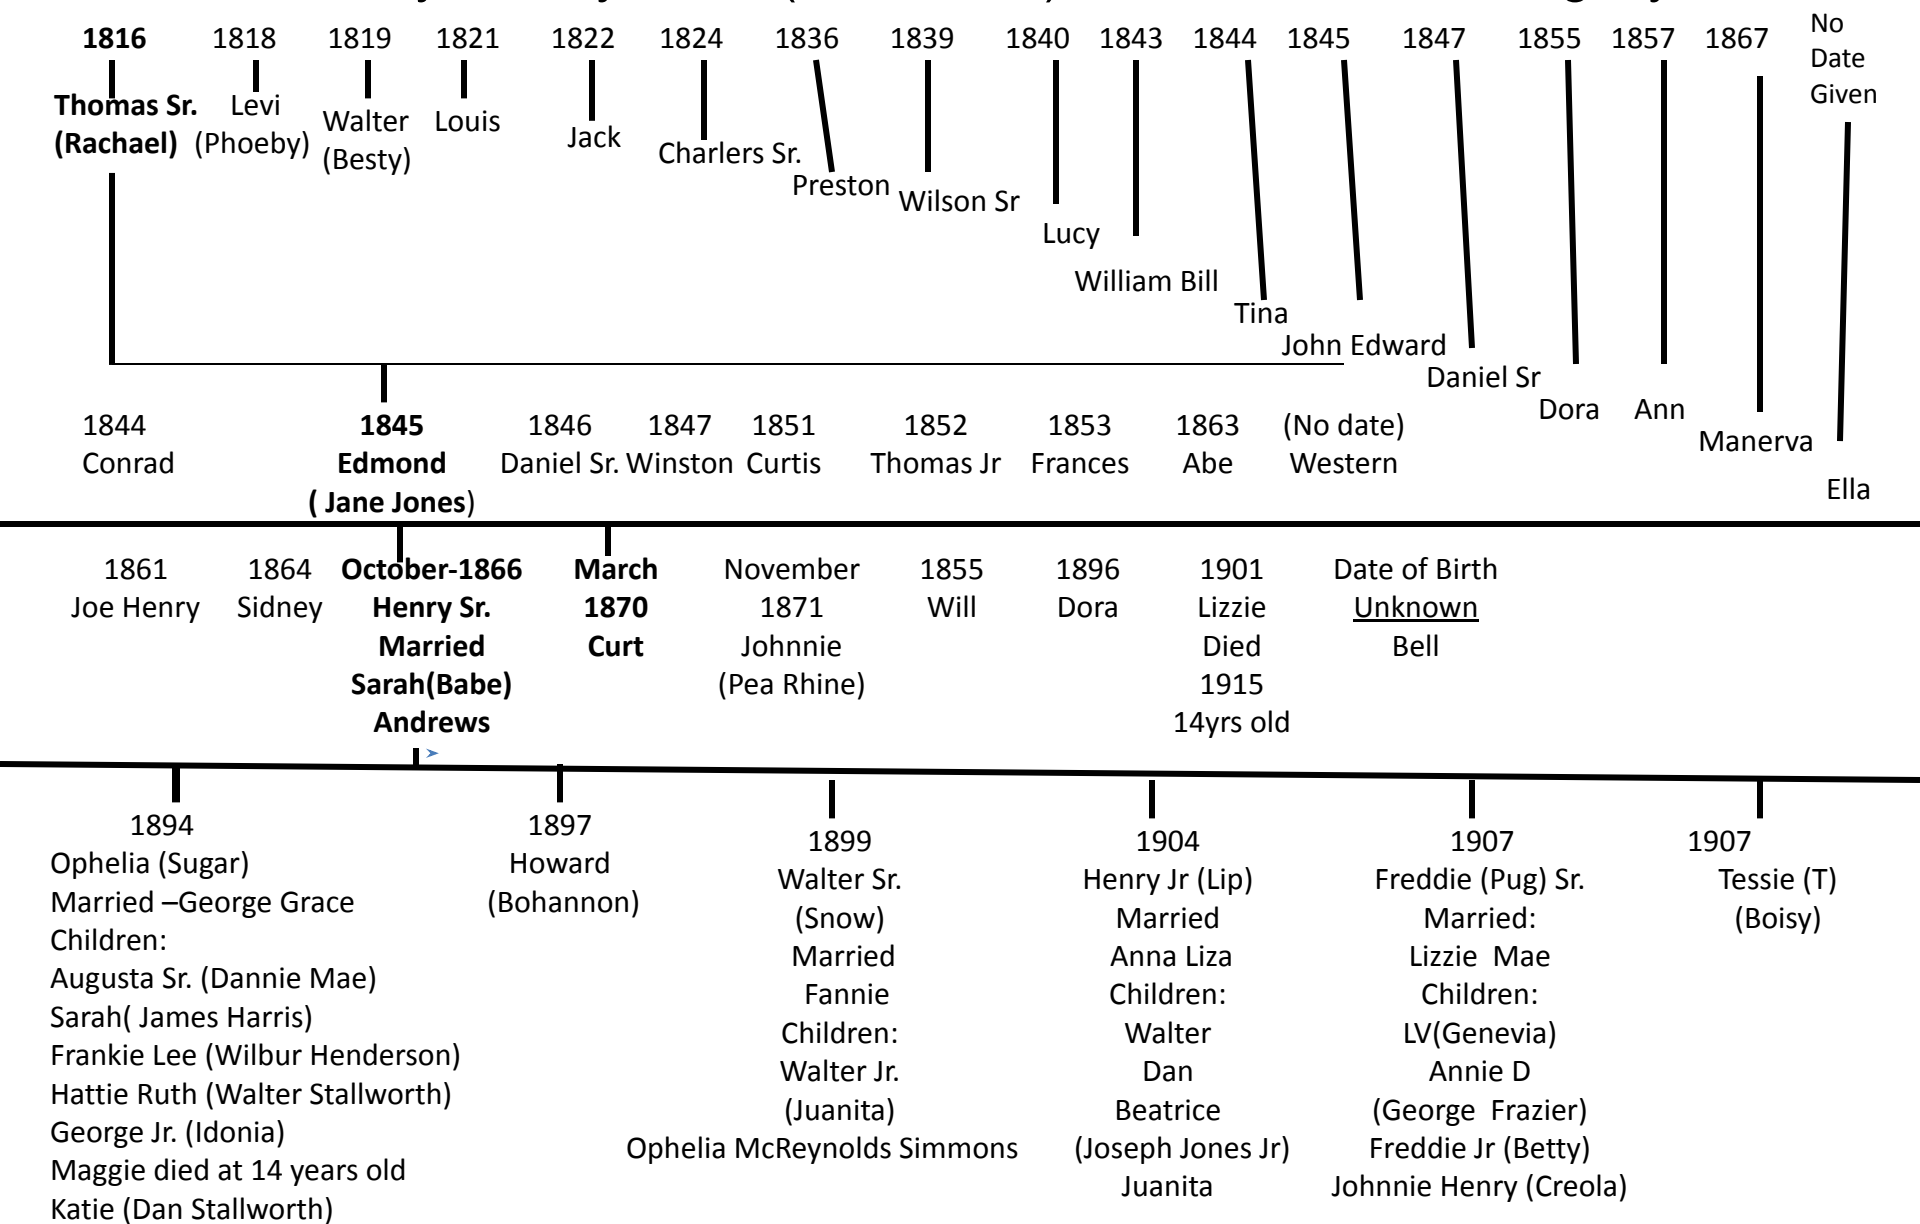 1816 1818 1819 1821 1822 1824 1836 1839 1840 1843 1844 1845 1847 1855 1857 1867 No
Date
Given
Thomas Sr.
(Rachael)
Levi
(Phoeby)
Walter
(Besty)
Louis
Jack
Charlers Sr.
Preston
Wilson Sr
Lucy
William Bill
Tina
John Edward
Daniel Sr
Dora
Ann
Manerva
Ella
1844
Conrad
1845
Edmond
( Jane Jones)
1846
Daniel Sr.
1847
Winston
1851
Curtis
1852
Thomas Jr
1853
Frances
1863
Abe
(No date)
Western
1861
Joe Henry
1864
Sidney
October-1866
Henry Sr.
Married
Sarah(Babe)
Andrews
March
1870
Curt
November
1871
Johnnie
(Pea Rhine)
1855
Will
1896
Dora
1901
Lizzie
Died
1915
14yrs old
Date of Birth
Unknown
Bell
1894
Ophelia (Sugar)
Married –George Grace
Children:
Augusta Sr. (Dannie Mae)
Sarah( James Harris)
Frankie Lee (Wilbur Henderson)
Hattie Ruth (Walter Stallworth)
George Jr. (Idonia)
Maggie died at 14 years old
Katie (Dan Stallworth)
1897
Howard
(Bohannon)
1899
Walter Sr.
(Snow)
Married
Fannie
Children:
Walter Jr.
(Juanita)
Ophelia McReynolds Simmons
1904
Henry Jr (Lip)
Married
Anna Liza
Children:
Walter
Dan
Beatrice
(Joseph Jones Jr)
Juanita
1907
Freddie (Pug) Sr.
Married:
Lizzie Mae
Children:
LV(Genevia)
Annie D
(George Frazier)
Freddie Jr (Betty)
Johnnie Henry (Creola)
1907
Tessie (T)
(Boisy)